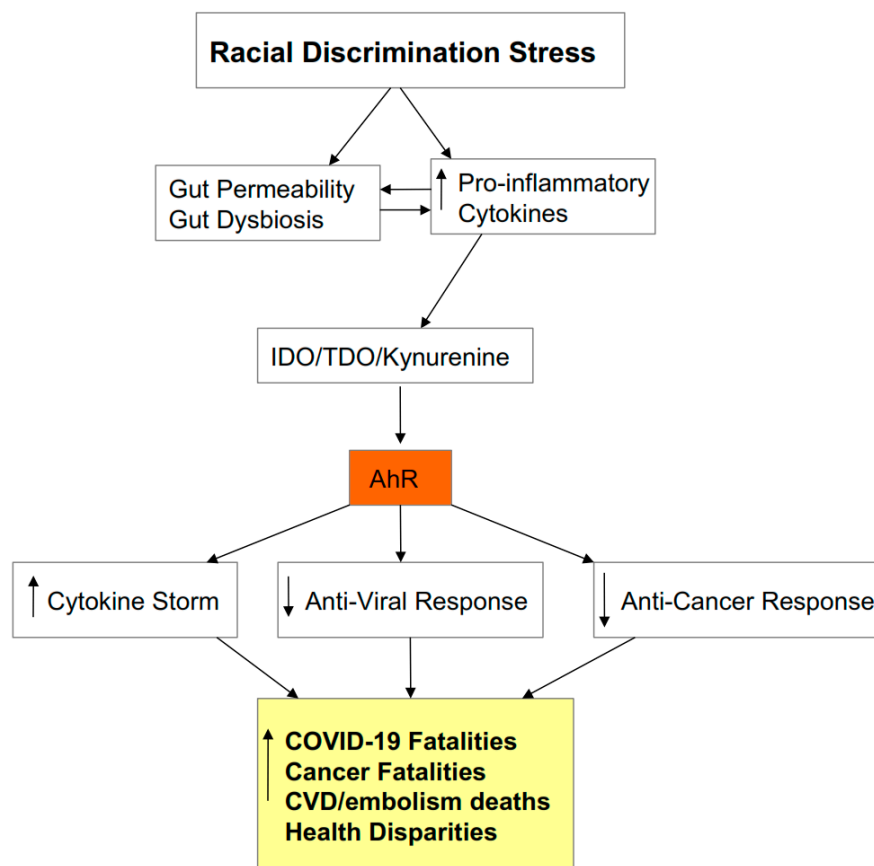 Racial Discrimination Stress
Gut Permeability
Gut Dysbiosis
Pro-inflammatory
Cytokines
IDO/TDO/Kynurenine
AhR
Cytokine Storm
Anti-Viral Response
Anti-Cancer Response
COVID-19 Fatalities
Cancer Fatalities
CVD/embolism deaths
Health Disparities